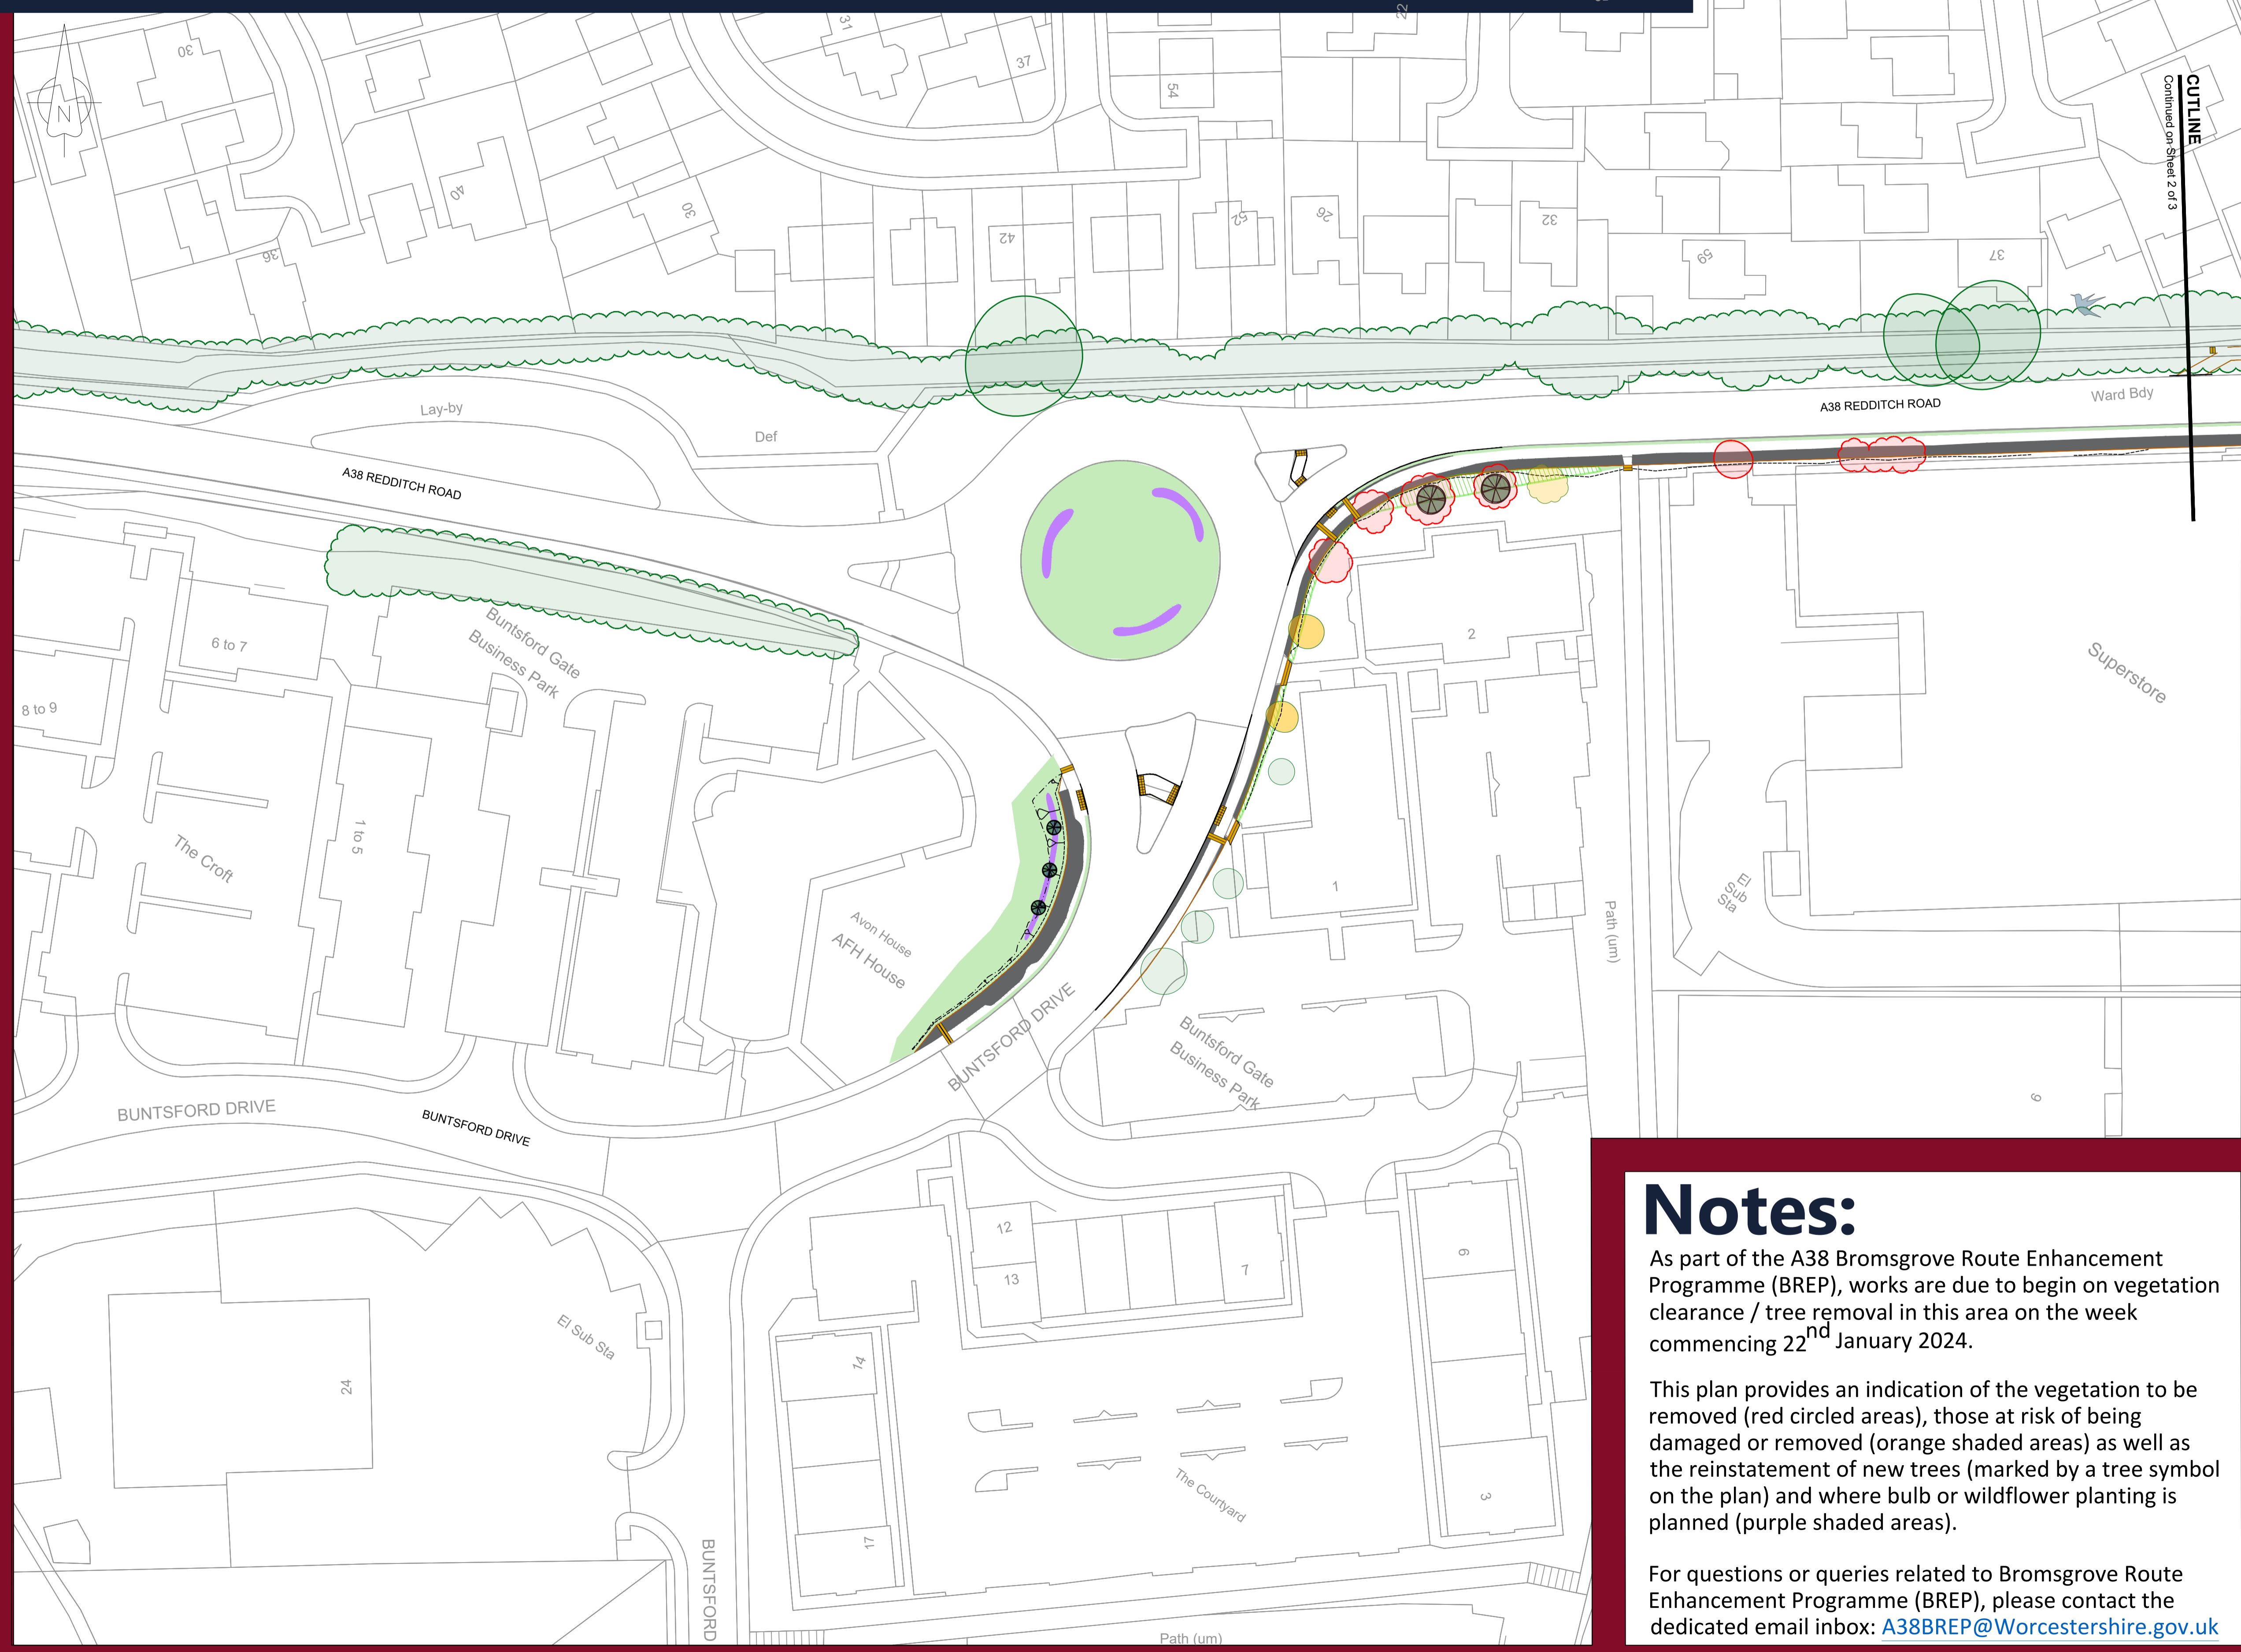 30
31
37
54
22
CUTLINE
Continued on Sheet 2 of 3
N
40
30
36
42
52
26
32
59
37
Lay-by
Def
A38 REDDITCH ROAD
Ward Bdy
A38 REDDITCH ROAD
6 to 7
8 to 9
Buntsford Gate
Business Park
2
Superstore
The Croft
1 to 5
Avon House
AFH House
1
El
Sub
Sta
Path (um)
BUNTSFORD DRIVE
Buntsford Gate
Business Park
BUNTSFORD DRIVE
BUNTSFORD DRIVE
12
13
7
14
17
24
El Sub Sta
The Courtyard
3
BUNTSFORD
Path (um)
Notes:
As part of the A38 Bromsgrove Route Enhancement
Programme (BREP), works are due to begin on vegetation
clearance / tree removal in this area on the week
commencing 22nd January 2024.
This plan provides an indication of the vegetation to be
removed (red circled areas), those at risk of being
damaged or removed (orange shaded areas) as well as
the reinstatement of new trees (marked by a tree symbol
on the plan) and where bulb or wildflower planting is
planned (purple shaded areas).
For questions or queries related to Bromsgrove Route
Enhancement Programme (BREP), please contact the
dedicated email inbox: A38BREP@Worcestershire.gov.uk